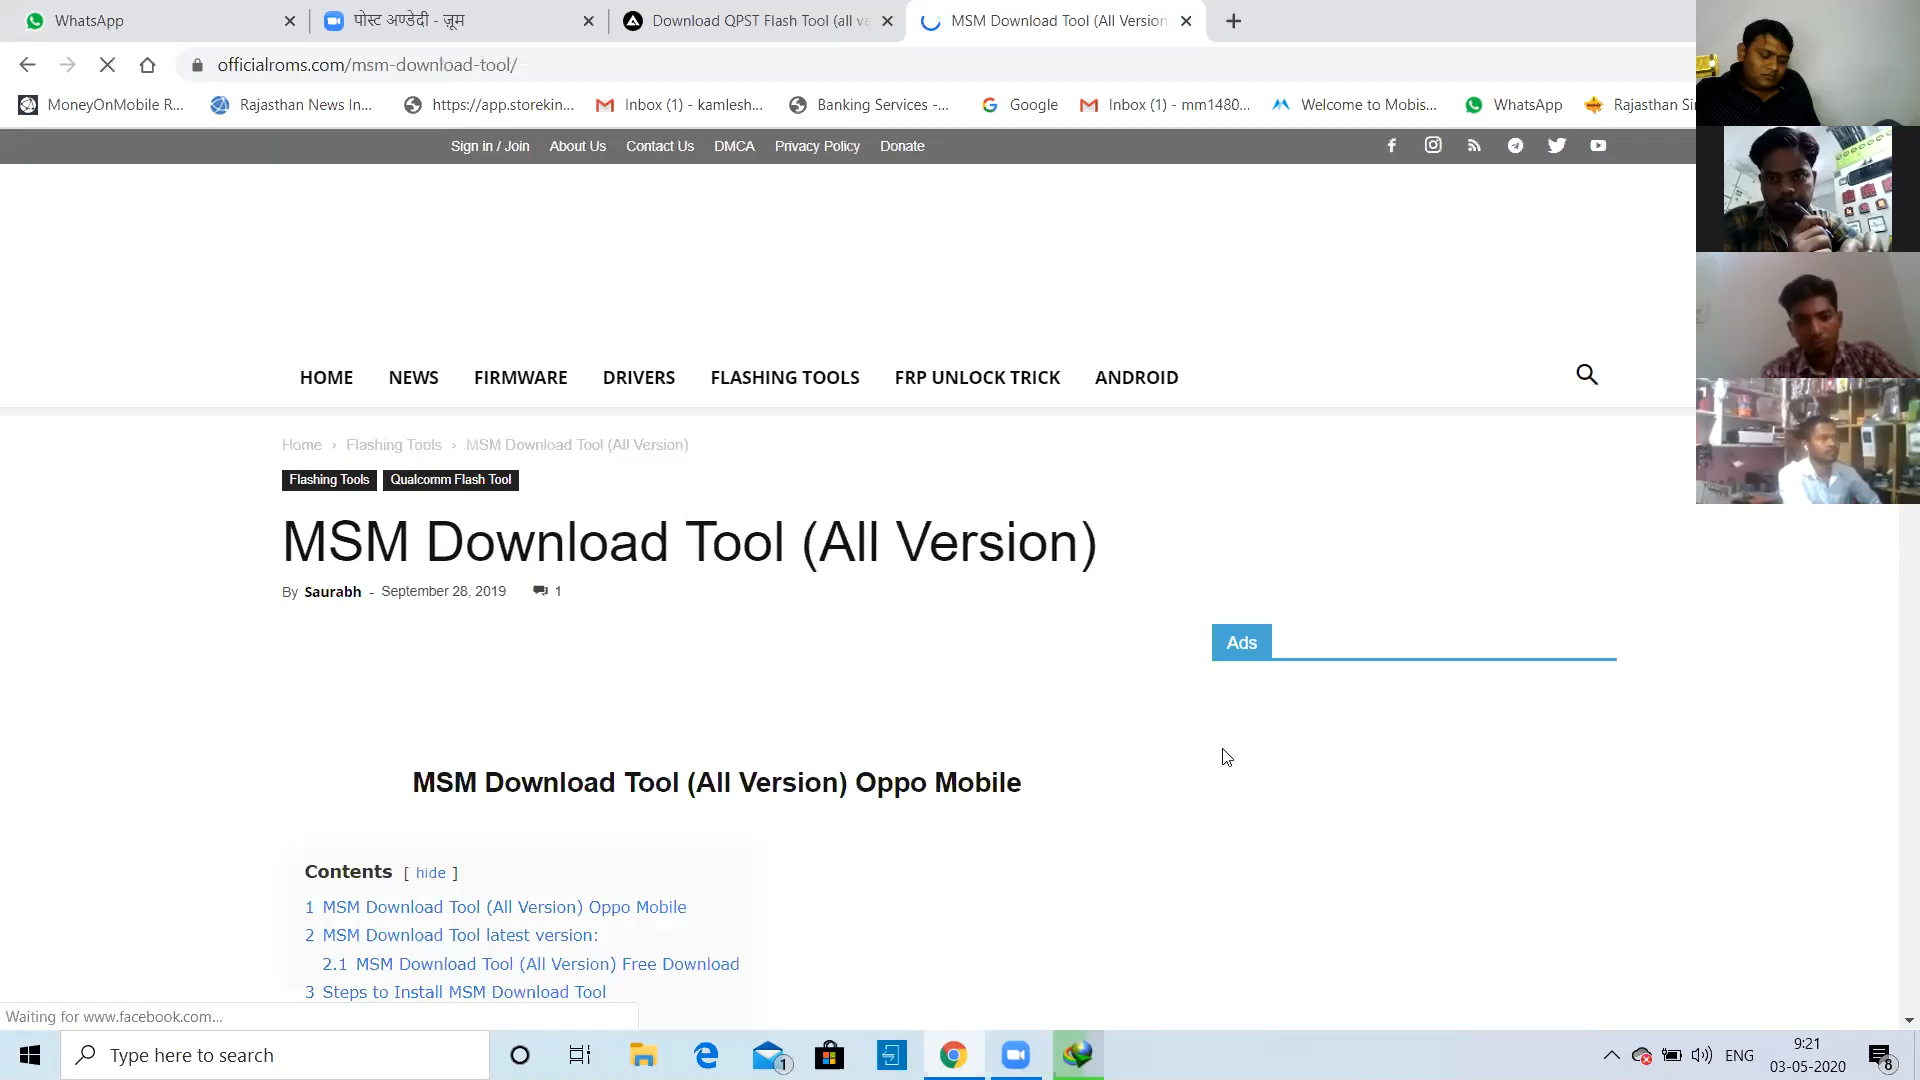 WhatsApp
पोस्ट अण्डेदी - ज़ूम
Download QPST Flash Tool (all ve
MSM Download Tool (All Version
officialroms.com/msm-download-tool/
MoneyOnMobile R...
Rajasthan News In...
https://app.storekin...
Inbox (1) - kamlesh...
Banking Services -...
Google
Inbox (1) - mm1480...
Welcome to Mobis...
WhatsApp
Rajasthan Si
Sign in / Join
About Us
Contact Us
DMCA
Privacy Policy
Donate
HOME
NEWS
FIRMWARE
DRIVERS
FLASHING TOOLS
FRP UNLOCK TRICK
ANDROID
Home › Flashing Tools › MSM Download Tool (All Version)
Flashing Tools
Qualcomm Flash Tool
MSM Download Tool (All Version)
By Saurabh - September 28, 2019 1
Ads
MSM Download Tool (All Version) Oppo Mobile
Contents [ hide ]
1 MSM Download Tool (All Version) Oppo Mobile
2 MSM Download Tool latest version:
2.1 MSM Download Tool (All Version) Free Download
3 Steps to Install MSM Download Tool
Waiting for www.facebook.com...
Type here to search
1
ENG
9:21
03-05-2020
8